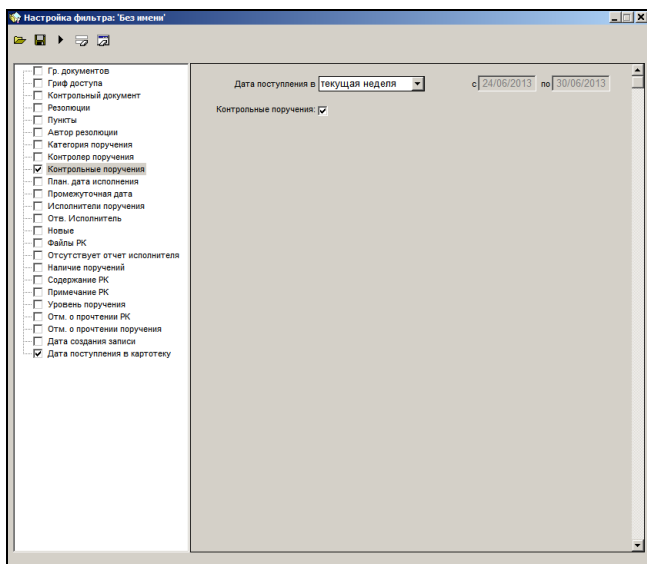 Настройка фильтра: 'Без имени'
Гр. документов
Гриф доступа
Контрольный документ
Резолюции
Пункты
Автор резолюции
Категория поручения
Контролер поручения
Контрольные поручения
План. дата исполнения
Промежуточная дата
Исполнители поручения
Отв. Исполнитель
Новые
Файлы РК
Отсутствует отчет исполнителя
Наличие поручений
Содержание РК
Примечание РК
Уровень поручения
Отм. о прочтении РК
Отм. о прочтении поручения
Дата создания записи
Дата поступления в картотеку
Дата поступления в текущая неделя с 24/06/2013 по 30/06/2013
Контрольные поручения: